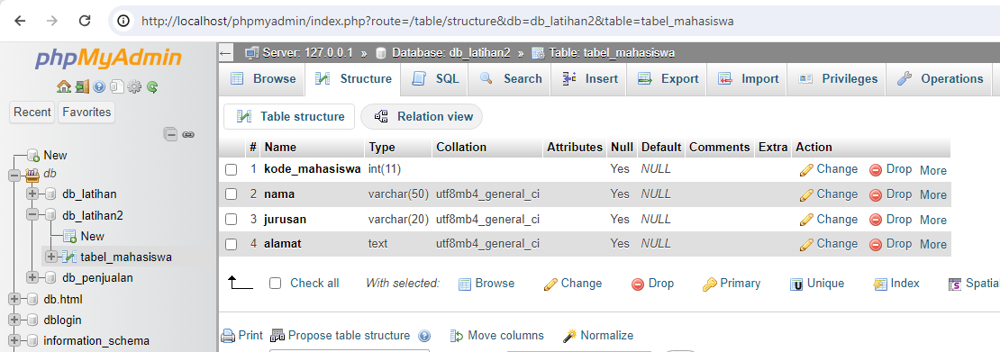 http://localhost/phpmyadmin/index.php?route=/table/structure&db=db_latihan2&table=tabel_mahasiswa
phpMyAdmin
Recent Favorites
New
db
db_latihan
db_latihan2
New
tabel_mahasiswa
db_penjualan
db.html
dblogin
information_schema
Server: 127.0.0.1 » Database: db_latihan2 » Table: tabel_mahasiswa
Browse Structure SQL Search Insert Export Import Privileges Operations
Table structure Relation view
# Name Type Collation Attributes Null Default Comments Extra Action
1 kode_mahasiswa int(11) Yes NULL Change Drop More
2 nama varchar(50) utf8mb4_general_ci Yes NULL Change Drop More
3 jurusan varchar(20) utf8mb4_general_ci Yes NULL Change Drop More
4 alamat text utf8mb4_general_ci Yes NULL Change Drop More
Check all With selected: Browse Change Drop Primary Unique Index Spatia
Print Propose table structure Move columns Normalize